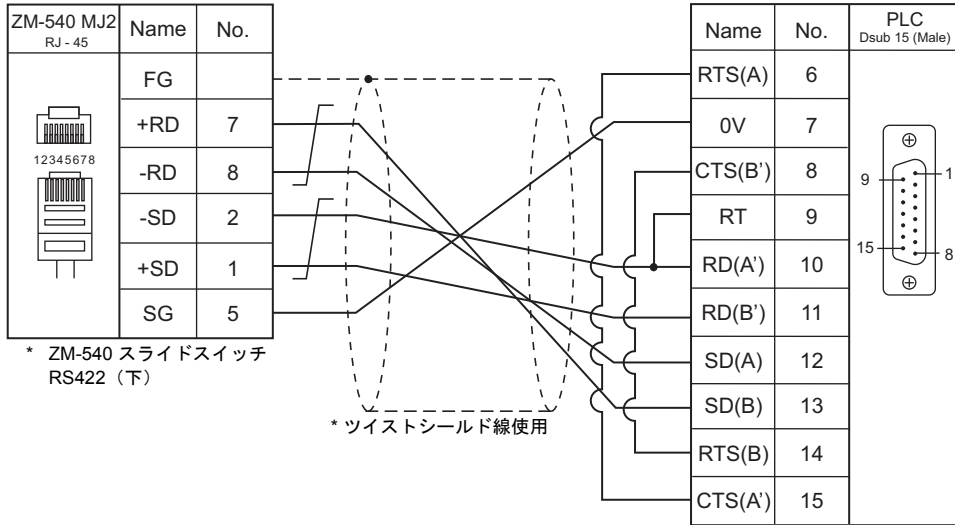 ZM-540 MJ2
RJ - 45
Name No.
FG
+RD 7
-RD 8
-SD 2
+SD 1
SG 5
12345678
* ZM-540 スライドスイッチ
RS422（下）
* ツイストシールド線使用
Name No.
PLC
Dsub 15 (Male)
RTS(A) 6
0V 7
CTS(B') 8
RT 9
RD(A') 10
RD(B') 11
SD(A) 12
SD(B) 13
RTS(B) 14
CTS(A') 15
9 1
15 8